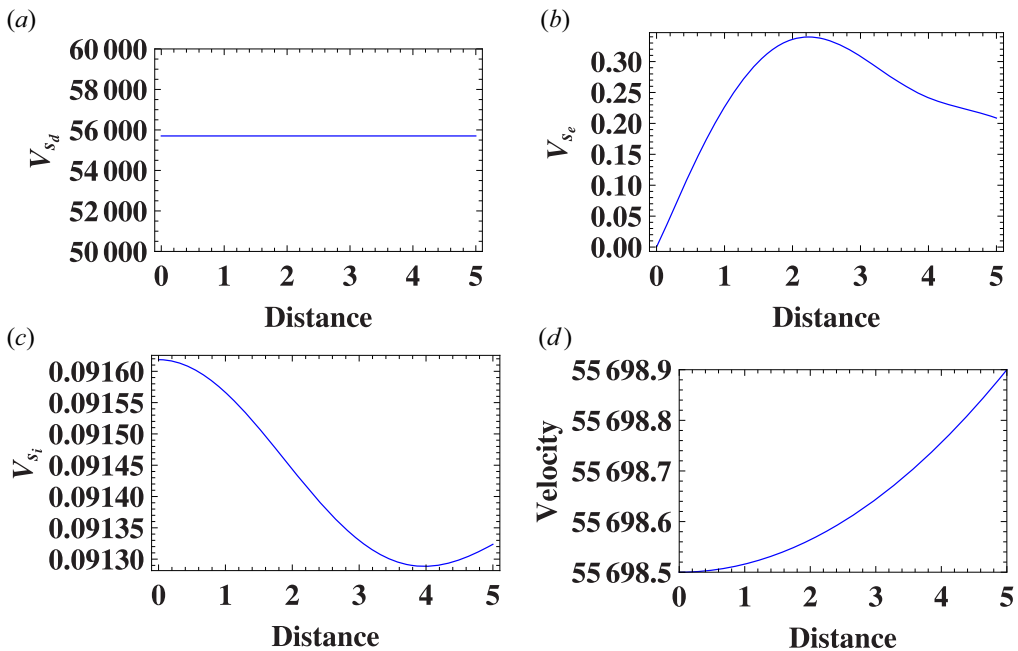 (a)
60 000
58 000
56 000
54 000
52 000
50 000
V_{s_d}
0 1 2 3 4 5
Distance
(b)
0.30
0.25
0.20
0.15
0.10
0.05
0.00
V_{s_e}
0 1 2 3 4 5
Distance
(c)
0.09160
0.09155
0.09150
0.09145
0.09140
0.09135
0.09130
V_{s_i}
0 1 2 3 4 5
Distance
(d)
55 698.9
55 698.8
55 698.7
55 698.6
55 698.5
Velocity
0 1 2 3 4 5
Distance